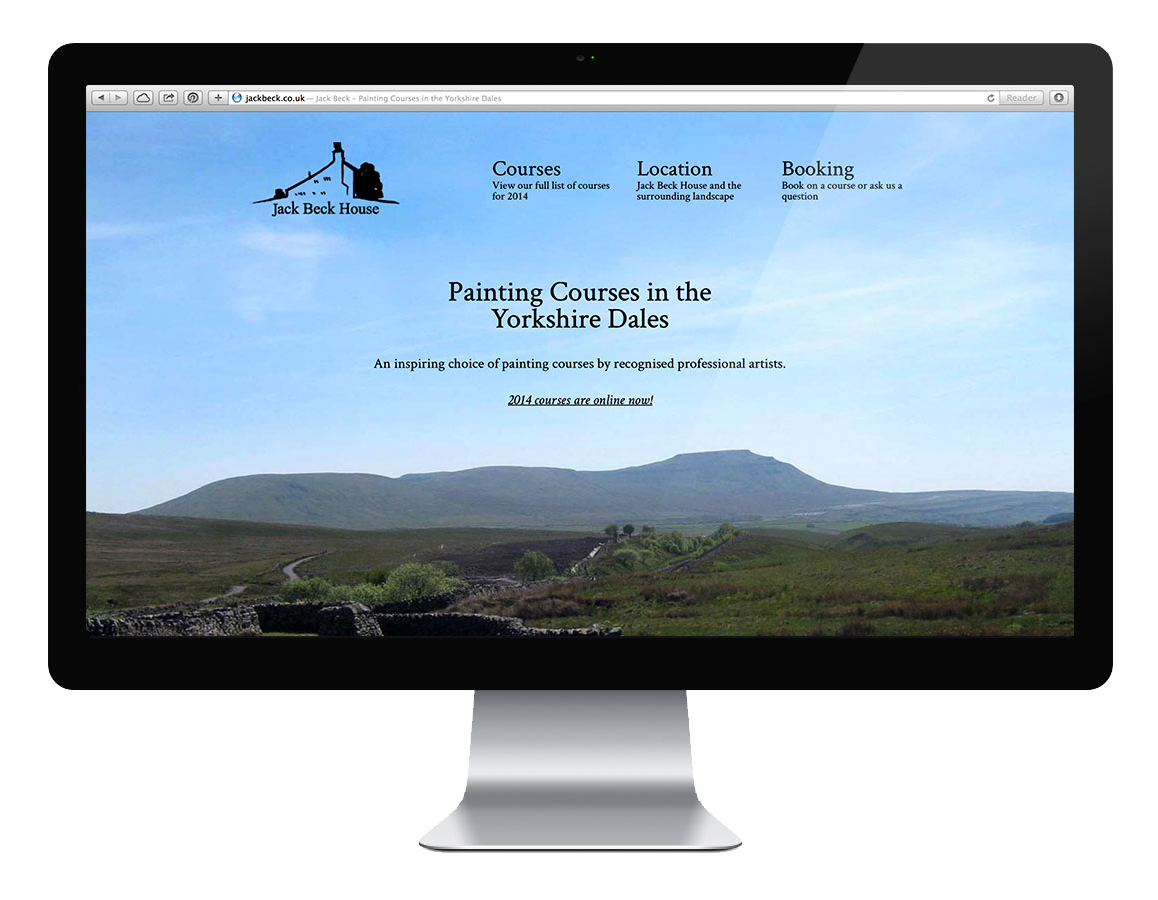 jackbeck.co.uk — Jack Beck – Painting Courses in the Yorkshire Dales
Reader
Jack Beck House
Courses
View our full list of courses
for 2014
Location
Jack Beck House and the
surrounding landscape
Booking
Book on a course or ask us a
question
Painting Courses in the
Yorkshire Dales
An inspiring choice of painting courses by recognised professional artists.
2014 courses are online now!